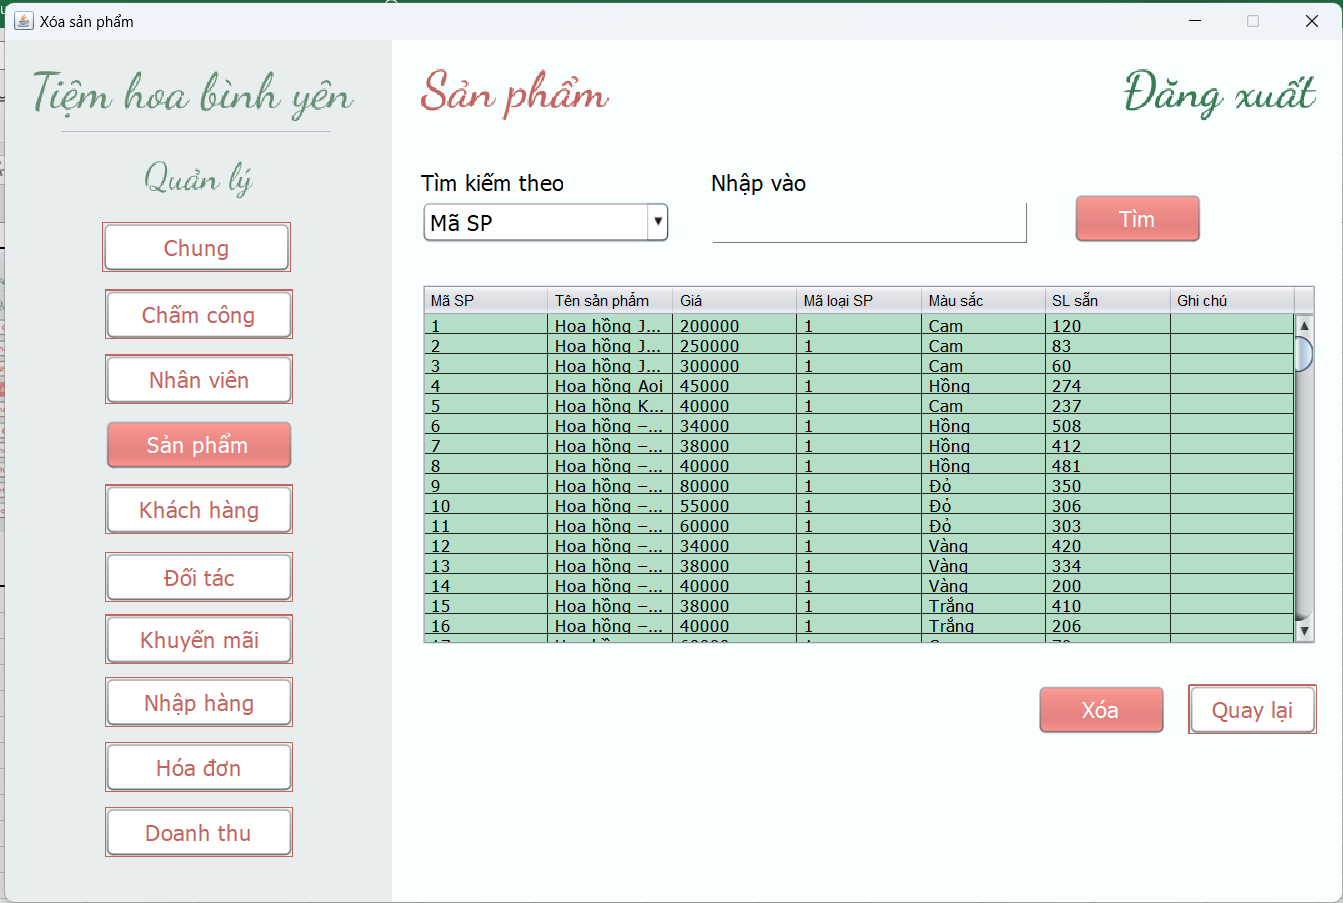 Xóa sản phẩm
Tiệm hoa bình yên
Quản lý
Chung
Chấm công
Nhân viên
Sản phẩm
Khách hàng
Đối tác
Khuyến mãi
Nhập hàng
Hóa đơn
Doanh thu
Sản phẩm
Đăng xuất
Tìm kiếm theo
Nhập vào
Mã SP
Tìm
Mã SP Tên sản phẩm Giá Mã loại SP Màu sắc SL sẵn Ghi chú
1 Hoa hồng J... 200000 1 Cam 120
2 Hoa hồng J... 250000 1 Cam 83
3 Hoa hồng J... 300000 1 Cam 60
4 Hoa hồng Aoi 45000 1 Hồng 274
5 Hoa hồng K... 40000 1 Cam 237
6 Hoa hồng –... 34000 1 Hồng 508
7 Hoa hồng –... 38000 1 Hồng 412
8 Hoa hồng –... 40000 1 Hồng 481
9 Hoa hồng –... 80000 1 Đỏ 350
10 Hoa hồng –... 55000 1 Đỏ 306
11 Hoa hồng –... 60000 1 Đỏ 303
12 Hoa hồng –... 34000 1 Vàng 420
13 Hoa hồng –... 38000 1 Vàng 334
14 Hoa hồng –... 40000 1 Vàng 200
15 Hoa hồng –... 38000 1 Trắng 410
16 Hoa hồng –... 40000 1 Trắng 206
Xóa
Quay lại